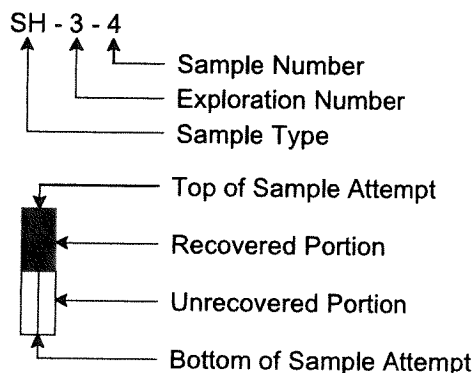 SH - 3 - 4
Sample Number
Exploration Number
Sample Type
Top of Sample Attempt
Recovered Portion
Unrecovered Portion
Bottom of Sample Attempt